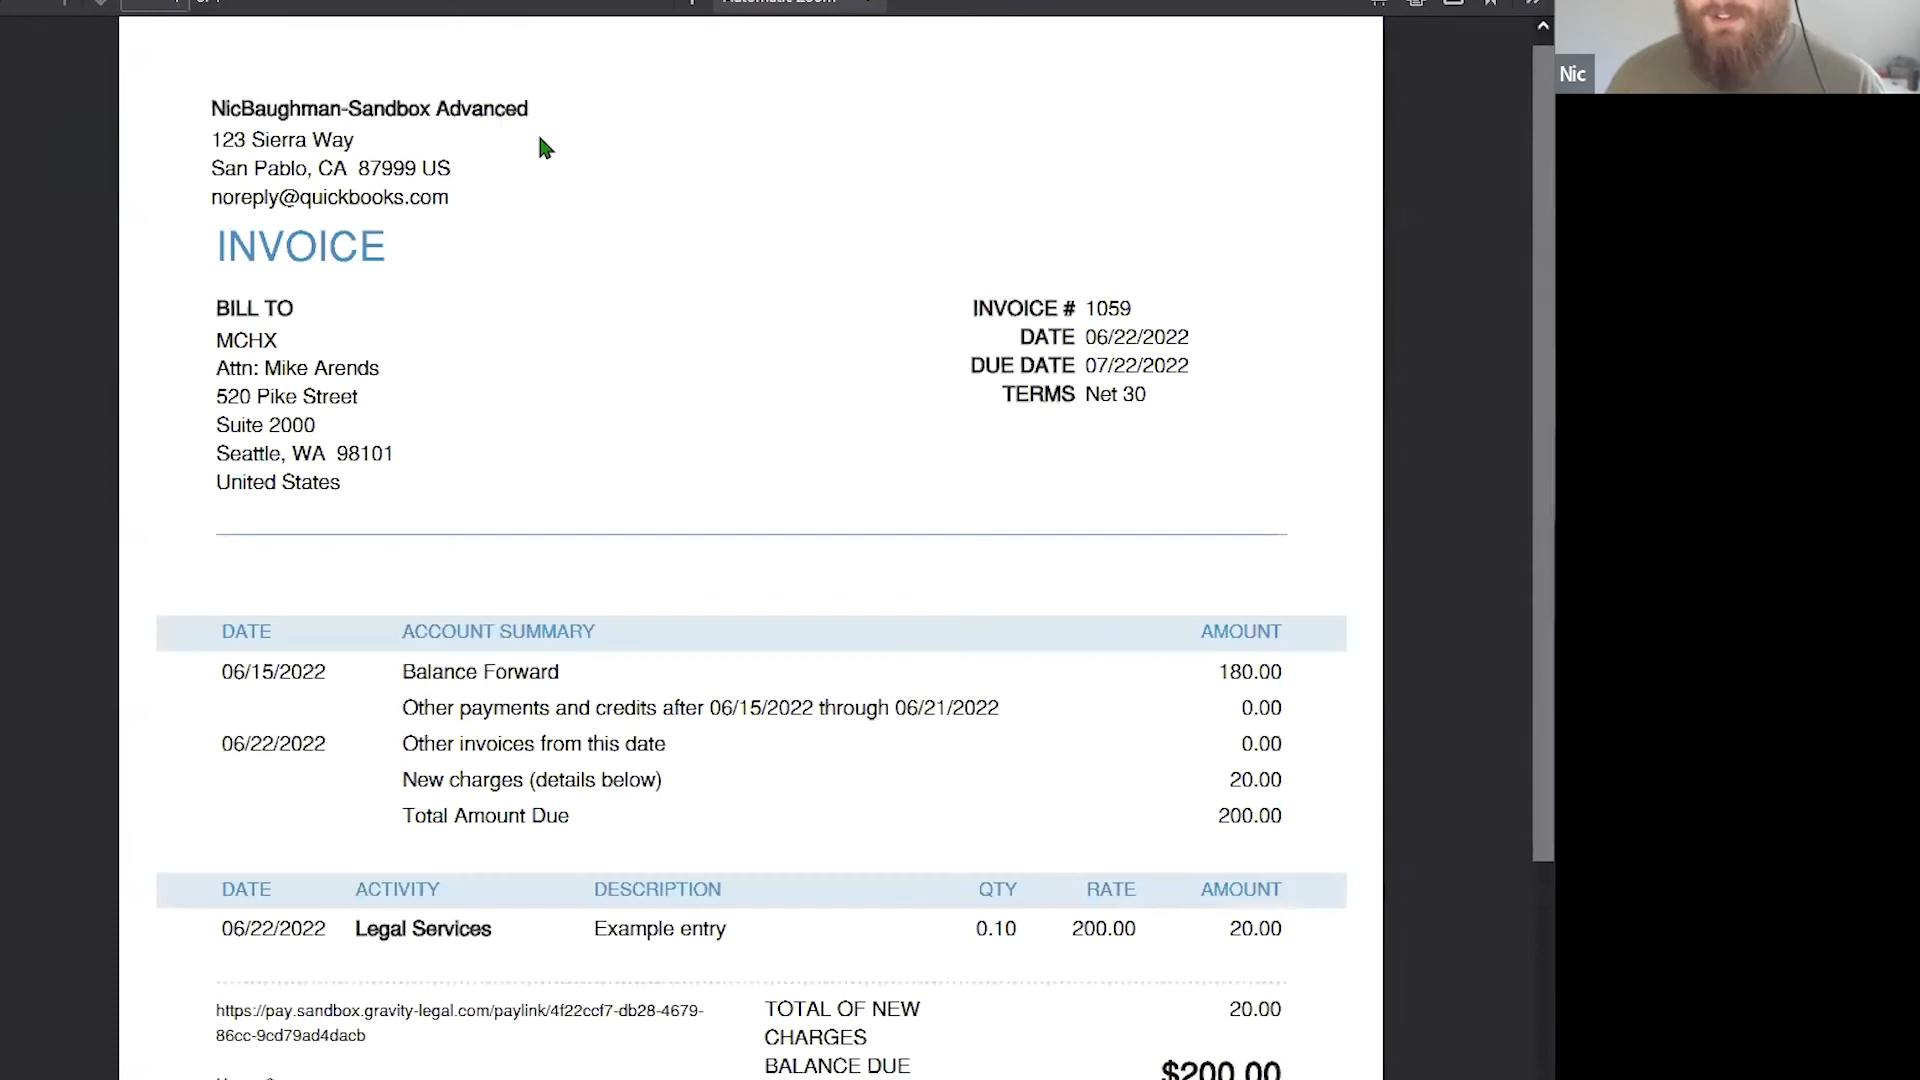 Nic
NicBaughman-Sandbox Advanced
123 Sierra Way
San Pablo, CA 87999 US
noreply@quickbooks.com
INVOICE
BILL TO
MCHX
Attn: Mike Arends
520 Pike Street
Suite 2000
Seattle, WA 98101
United States
INVOICE # 1059
DATE 06/22/2022
DUE DATE 07/22/2022
TERMS Net 30
DATE ACCOUNT SUMMARY AMOUNT
06/15/2022 Balance Forward 180.00
Other payments and credits after 06/15/2022 through 06/21/2022 0.00
06/22/2022 Other invoices from this date 0.00
New charges (details below) 20.00
Total Amount Due 200.00
DATE ACTIVITY DESCRIPTION QTY RATE AMOUNT
06/22/2022 Legal Services Example entry 0.10 200.00 20.00
https://pay.sandbox.gravity-legal.com/paylink/4f22ccf7-db28-4679-
86cc-9cd79ad4dacb
TOTAL OF NEW 20.00
CHARGES
BALANCE DUE $200.00